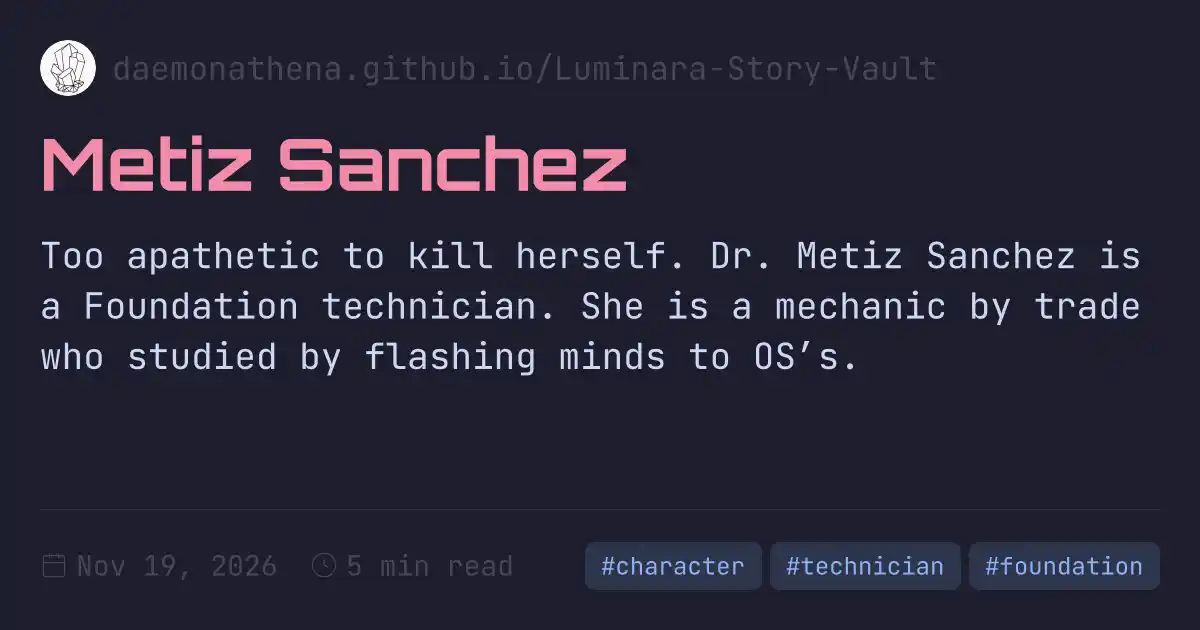 daemonathena.github.io/Luminara-Story-Vault
Metiz Sanchez
Too apathetic to kill herself. Dr. Metiz Sanchez is
a Foundation technician. She is a mechanic by trade
who studied by flashing minds to OS’s.
Nov 19, 2026 5 min read #character #technician #foundation